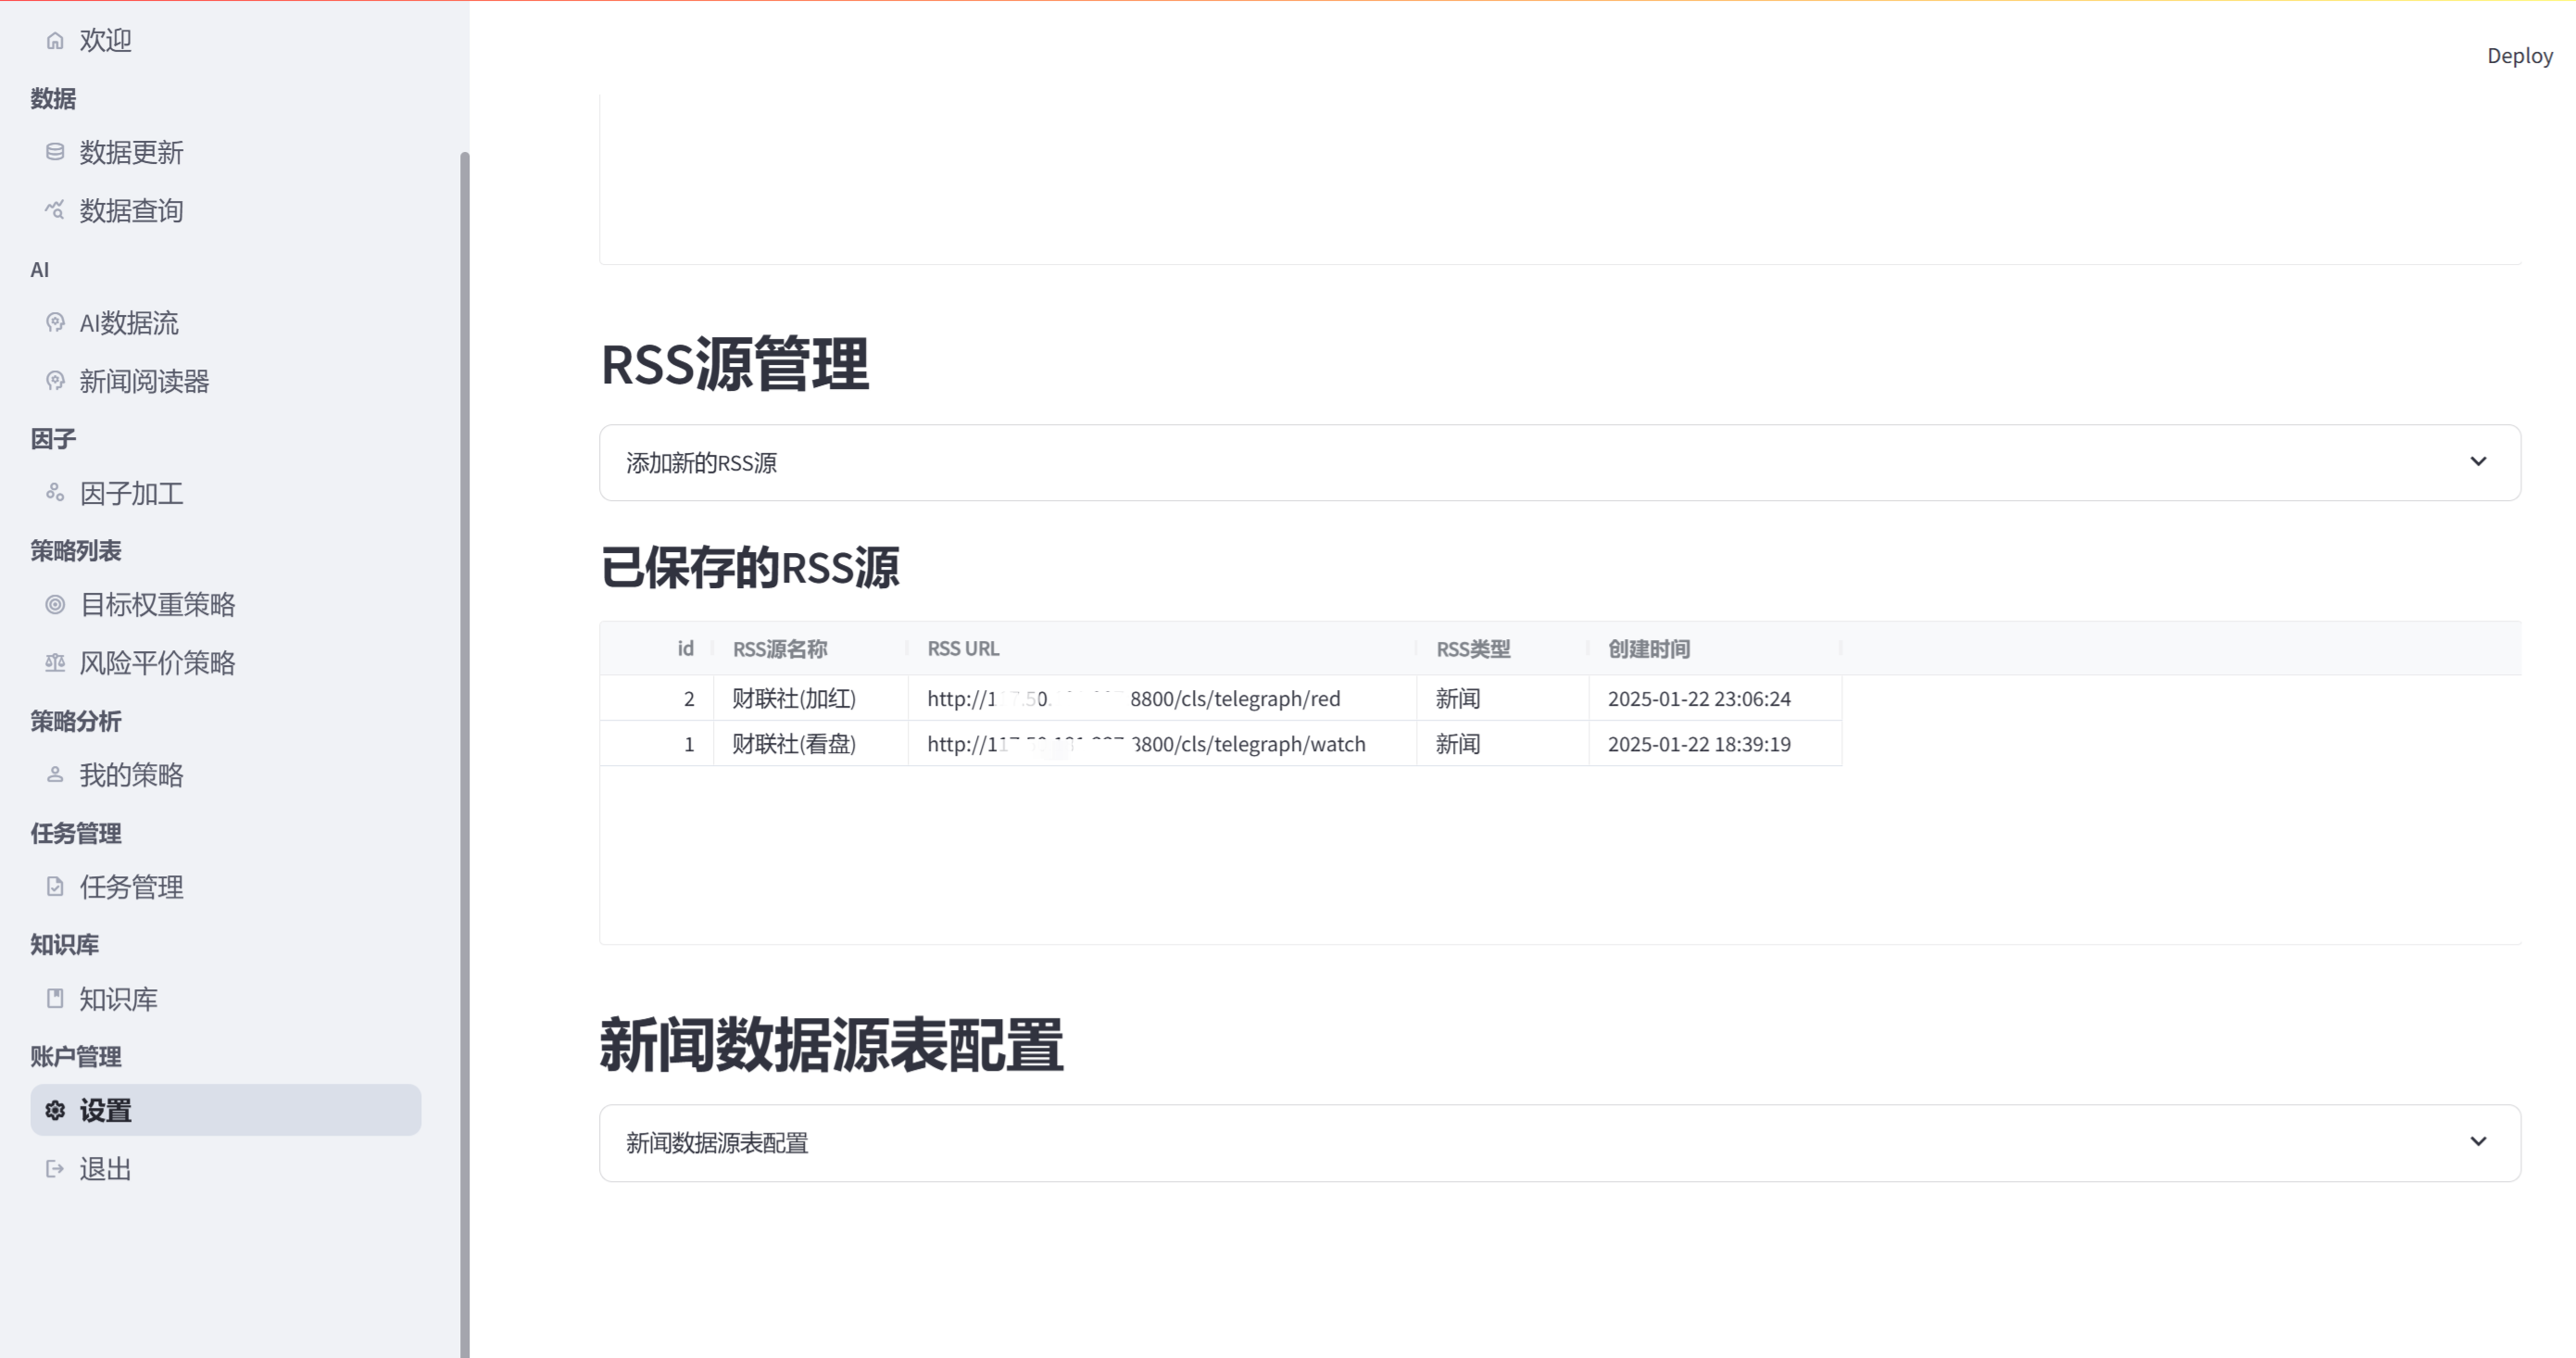 欢迎
数据
数据更新
数据查询
AI
AI数据流
新闻阅读器
因子
因子加工
策略列表
目标权重策略
风险平价策略
策略分析
我的策略
任务管理
任务管理
知识库
知识库
账户管理
设置
退出
Deploy
RSS源管理
添加新的RSS源
已保存的RSS源
id RSS源名称 RSS URL RSS类型 创建时间
2 财联社(加红) http://1 8800/cls/telegraph/red 新闻 2025-01-22 23:06:24
1 财联社(看盘) http://1 8800/cls/telegraph/watch 新闻 2025-01-22 18:39:19
新闻数据源表配置
新闻数据源表配置